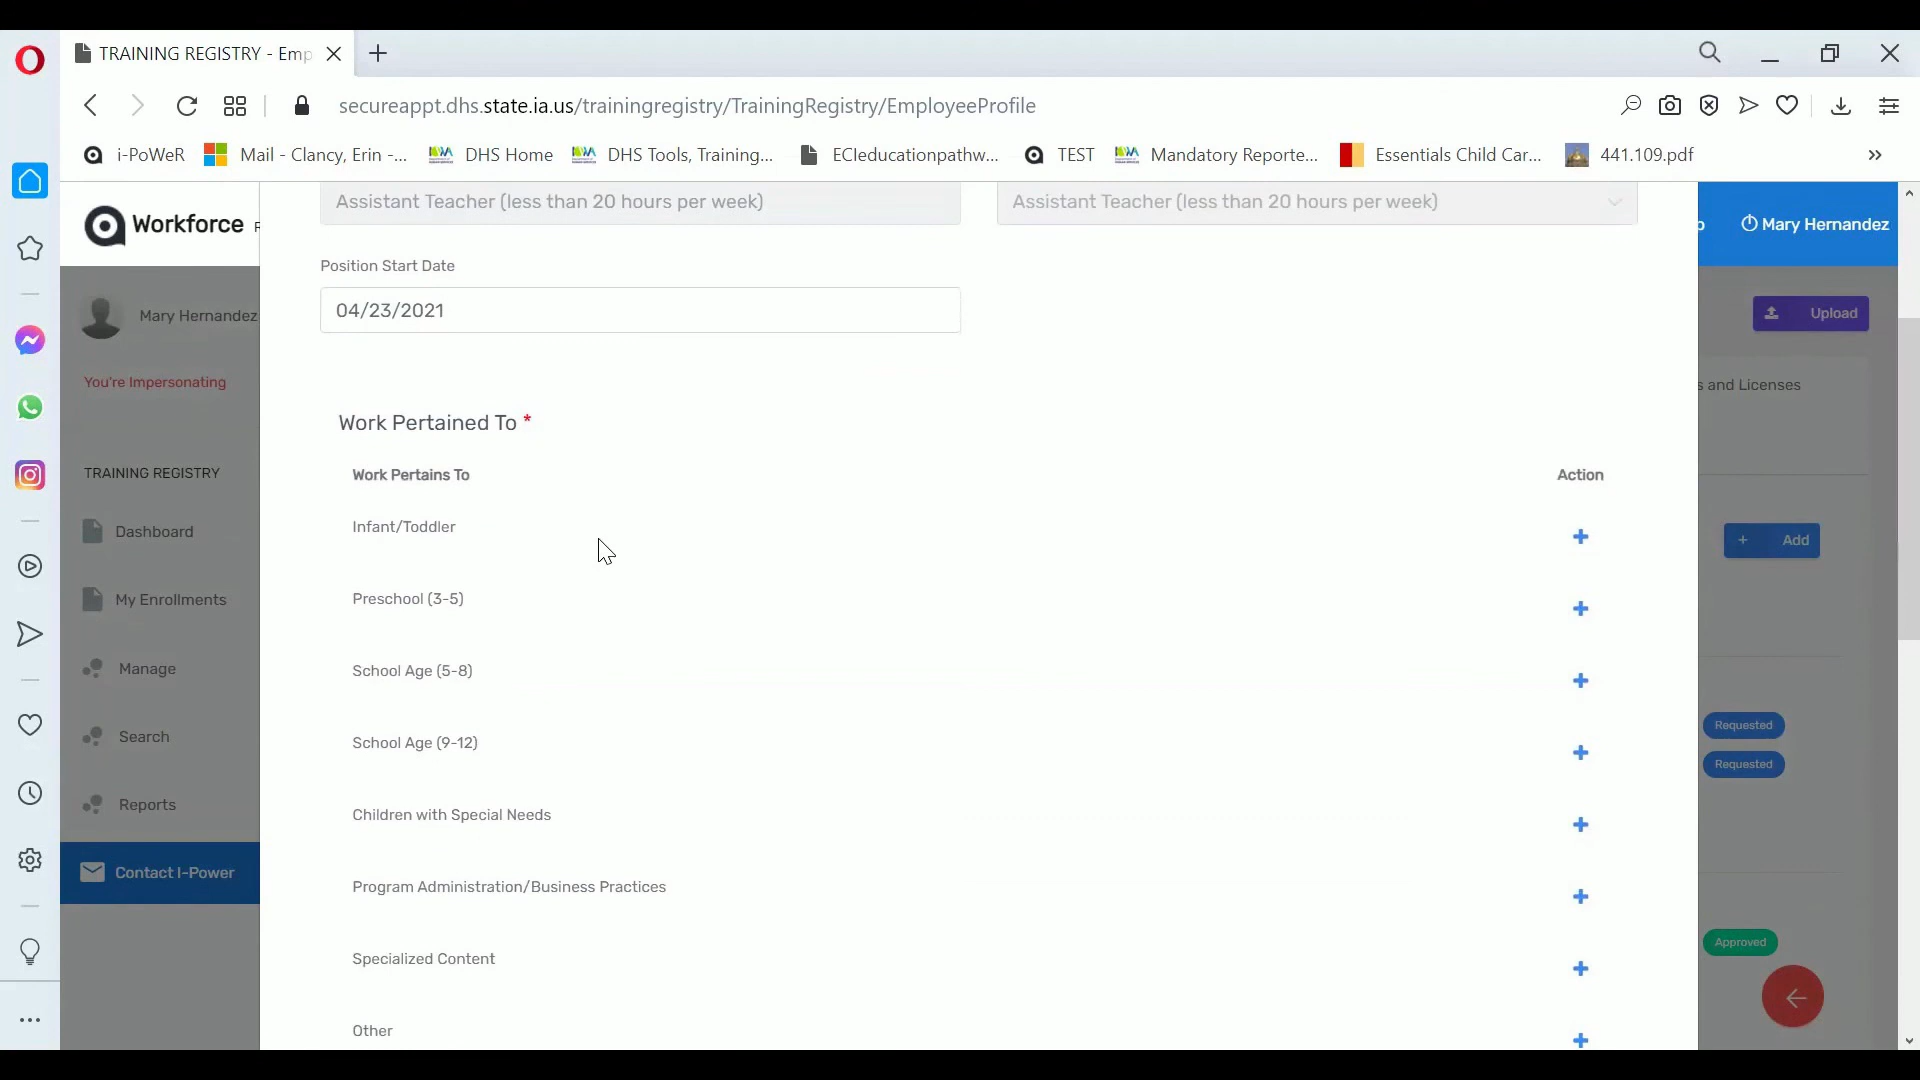 TRAINING REGISTRY - Emp
secureappt.dhs.state.ia.us/trainingregistry/TrainingRegistry/EmployeeProfile
i-PoWeR
Mail - Clancy, Erin -...
DHS Home
DHS Tools, Training...
ECIeducationpathw...
TEST
Mandatory Reporte...
Essentials Child Car...
441.109.pdf
Workforce
Mary Hernandez
Assistant Teacher (less than 20 hours per week)
Assistant Teacher (less than 20 hours per week)
Position Start Date
04/23/2021
Mary Hernandez
You're Impersonating
Upload
s and Licenses
Work Pertained To *
TRAINING REGISTRY
Work Pertains To
Action
Dashboard
Infant/Toddler
Add
My Enrollments
Preschool (3-5)
Manage
School Age (5-8)
Search
School Age (9-12)
Requested
Requested
Reports
Children with Special Needs
Contact I-Power
Program Administration/Business Practices
Approved
Specialized Content
Other